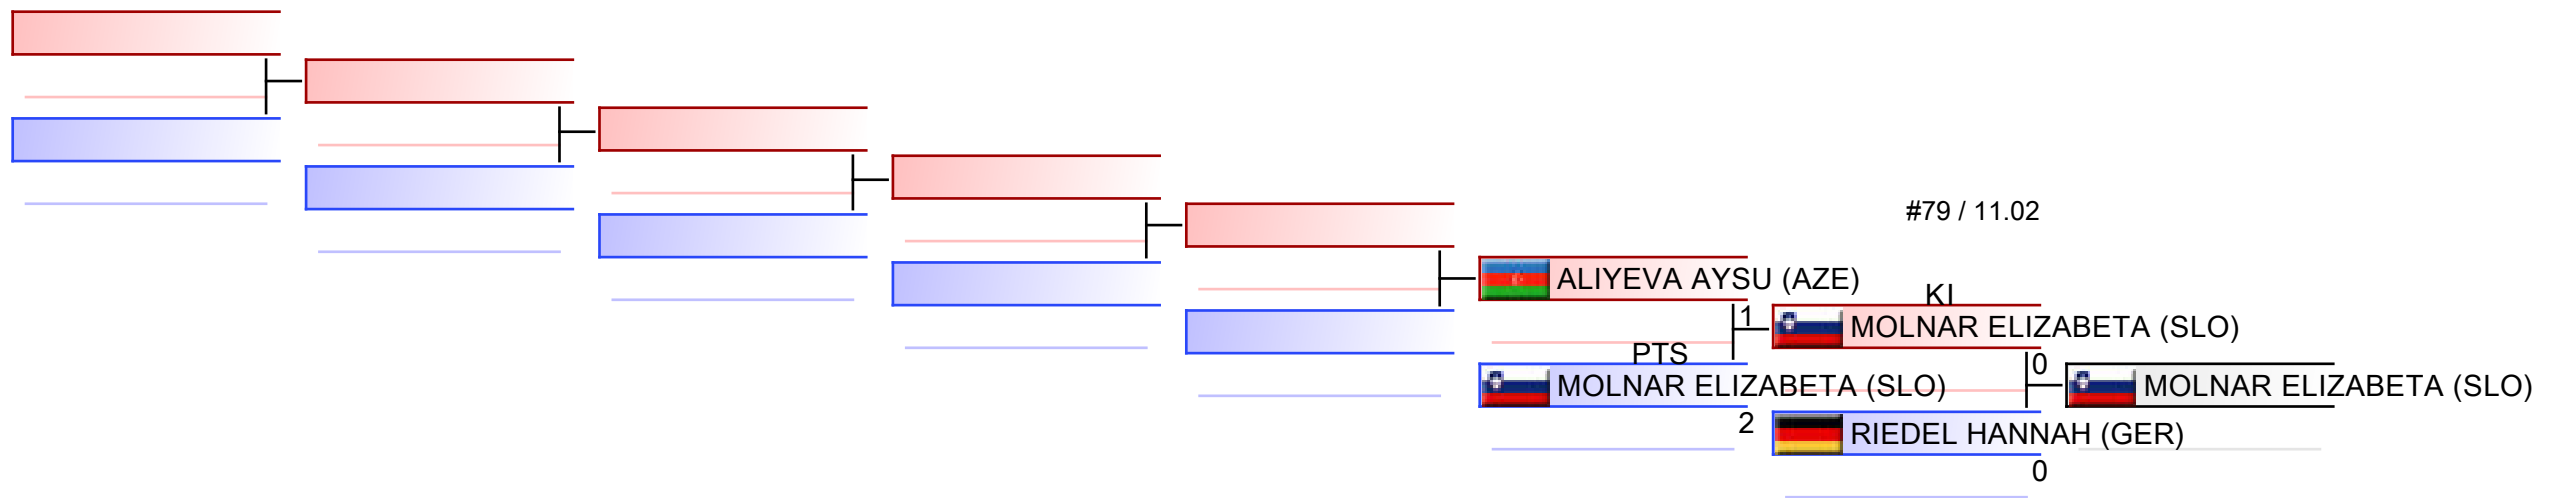 #79 / 11.02
ALIYEVA AYSU (AZE)
KI
1
MOLNAR ELIZABETA (SLO)
PTS
0
MOLNAR ELIZABETA (SLO)
MOLNAR ELIZABETA (SLO)
2
RIEDEL HANNAH (GER)
0